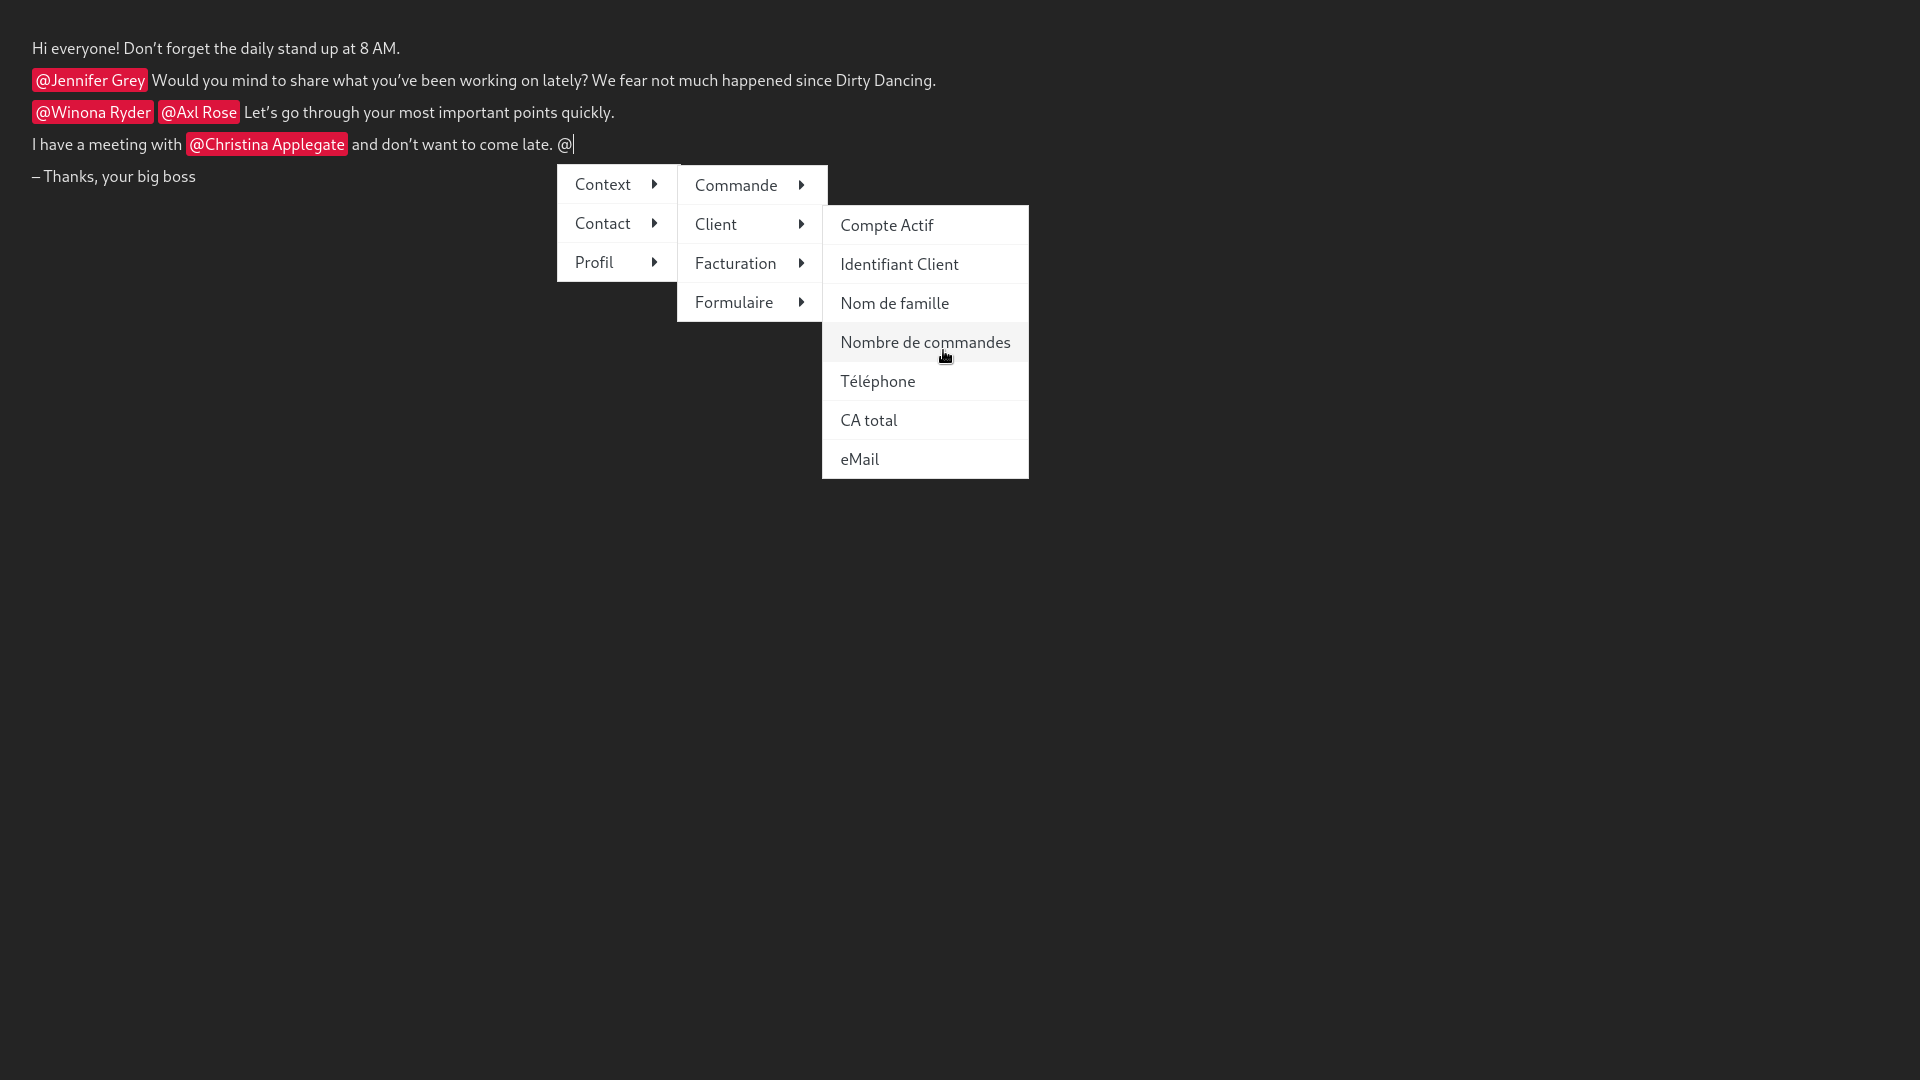 Hi everyone! Don’t forget the daily stand up at 8 AM.
@Jennifer Grey Would you mind to share what you’ve been working on lately? We fear not much happened since Dirty Dancing.
@Winona Ryder @Axl Rose Let’s go through your most important points quickly.
I have a meeting with @Christina Applegate and don’t want to come late. @
– Thanks, your big boss
Context
Contact
Profil
Commande
Client
Facturation
Formulaire
Compte Actif
Identifiant Client
Nom de famille
Nombre de commandes
Téléphone
CA total
eMail